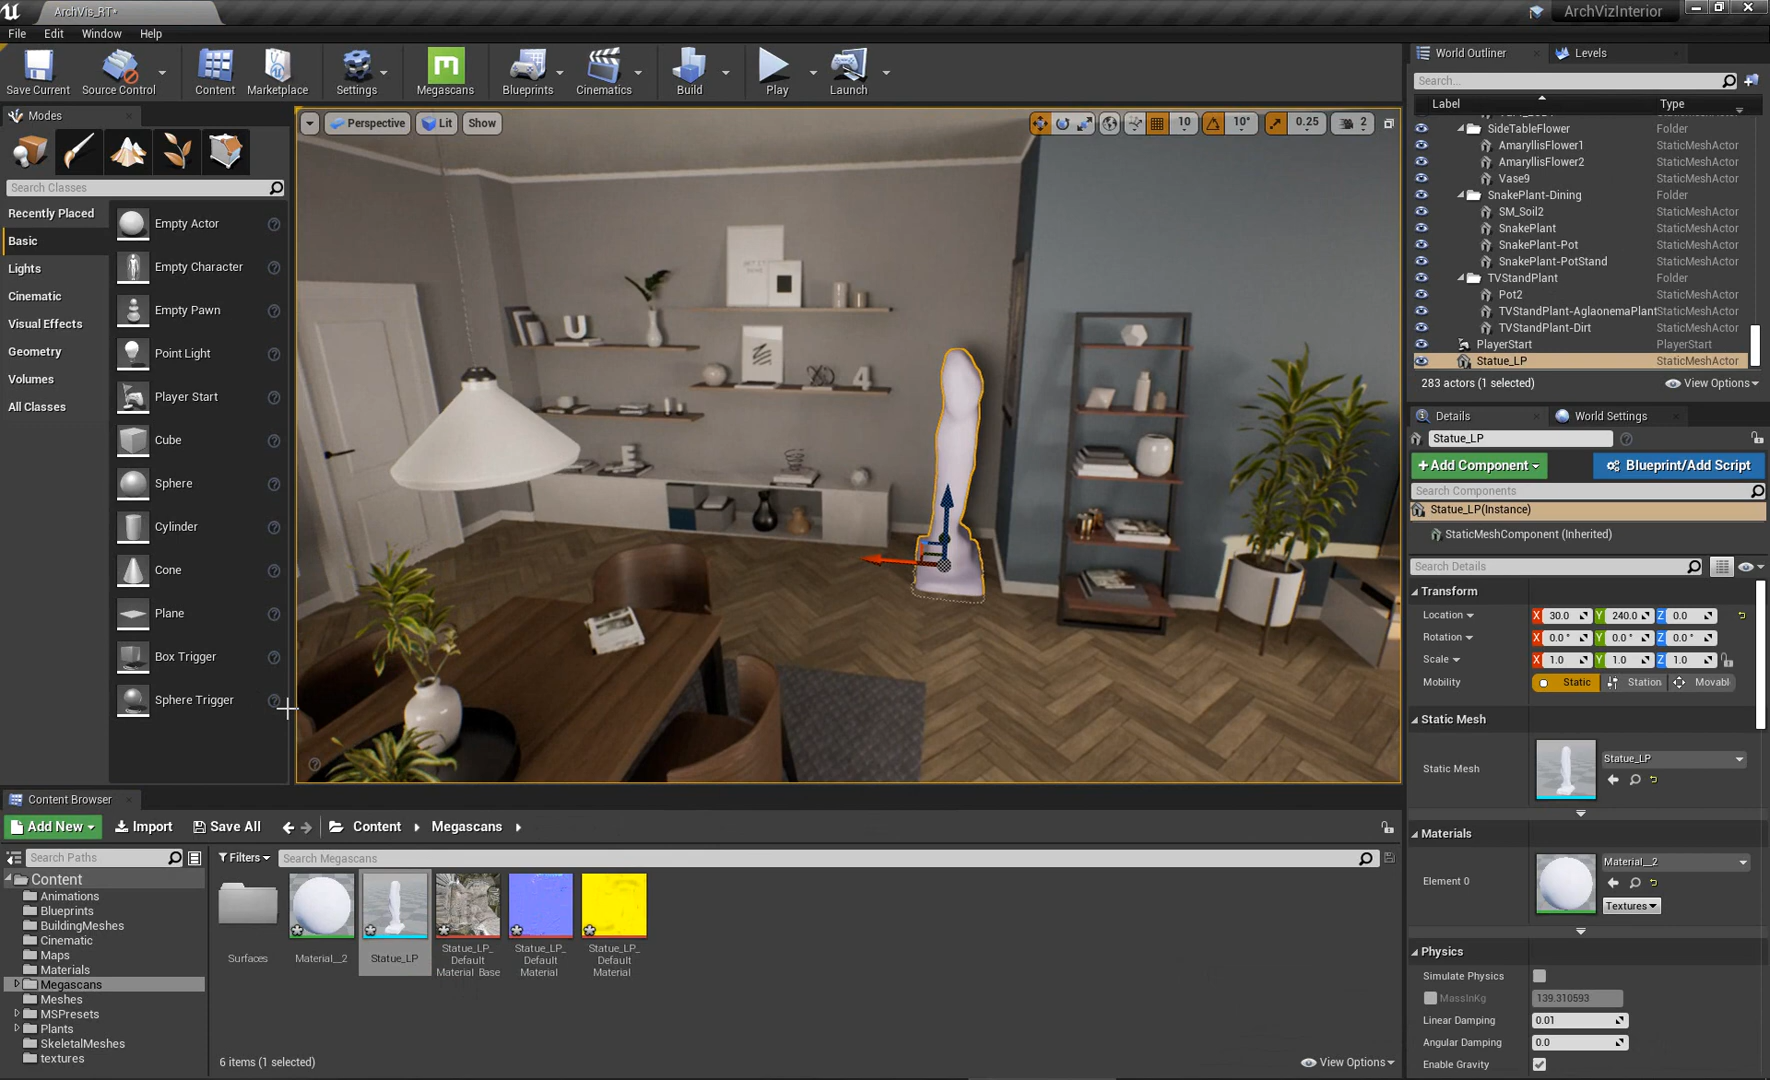 ArchVis_RT*
ArchVizInterior
File Edit Window Help
Save Current
Source Control
Content
Marketplace
Settings
Megascans
Blueprints
Cinematics
Build
Play
Launch
Modes
Search Classes
Recently Placed
Basic
Lights
Cinematic
Visual Effects
Geometry
Volumes
All Classes
Empty Actor
Empty Character
Empty Pawn
Point Light
Player Start
Cube
Sphere
Cylinder
Cone
Plane
Box Trigger
Sphere Trigger
Perspective
Lit
Show
10
10°
0.25
2
World Outliner
Levels
Search...
Label Type
SideTableFlower Folder
AmaryllisFlower1 StaticMeshActor
AmaryllisFlower2 StaticMeshActor
Vase9 StaticMeshActor
SnakePlant-Dining Folder
SM_Soil2 StaticMeshActor
SnakePlant StaticMeshActor
SnakePlant-Pot StaticMeshActor
SnakePlant-PotStand StaticMeshActor
TVStandPlant Folder
Pot2 StaticMeshActor
TVStandPlant-AglaonemaPlant StaticMeshActor
TVStandPlant-Dirt StaticMeshActor
PlayerStart PlayerStart
Statue_LP StaticMeshActor
283 actors (1 selected)
View Options
Details
World Settings
Statue_LP
+Add Component
Blueprint/Add Script
Search Components
Statue_LP(Instance)
StaticMeshComponent (Inherited)
Search Details
Transform
Location X 30.0 Y 240.0 Z 0.0
Rotation X 0.0° Y 0.0° Z 0.0°
Scale X 1.0 Y 1.0 Z 1.0
Mobility Static Station Movabl
Static Mesh
Static Mesh
Statue_LP
Materials
Element 0
Material__2
Textures
Physics
Simulate Physics
MassInKg 139.310593
Linear Damping 0.01
Angular Damping 0.0
Enable Gravity
Content Browser
Add New
Import
Save All
Content
Megascans
Search Paths
Filters
Search Megascans
Content
Animations
Blueprints
BuildingMeshes
Cinematic
Maps
Materials
Megascans
Meshes
MSPresets
Plants
SkeletalMeshes
textures
Surfaces
Material__2
Statue_LP
Statue_LP_
Default
Material_Base
Statue_LP_
Default
Material
Statue_LP_
Default
Material
6 items (1 selected)
View Options